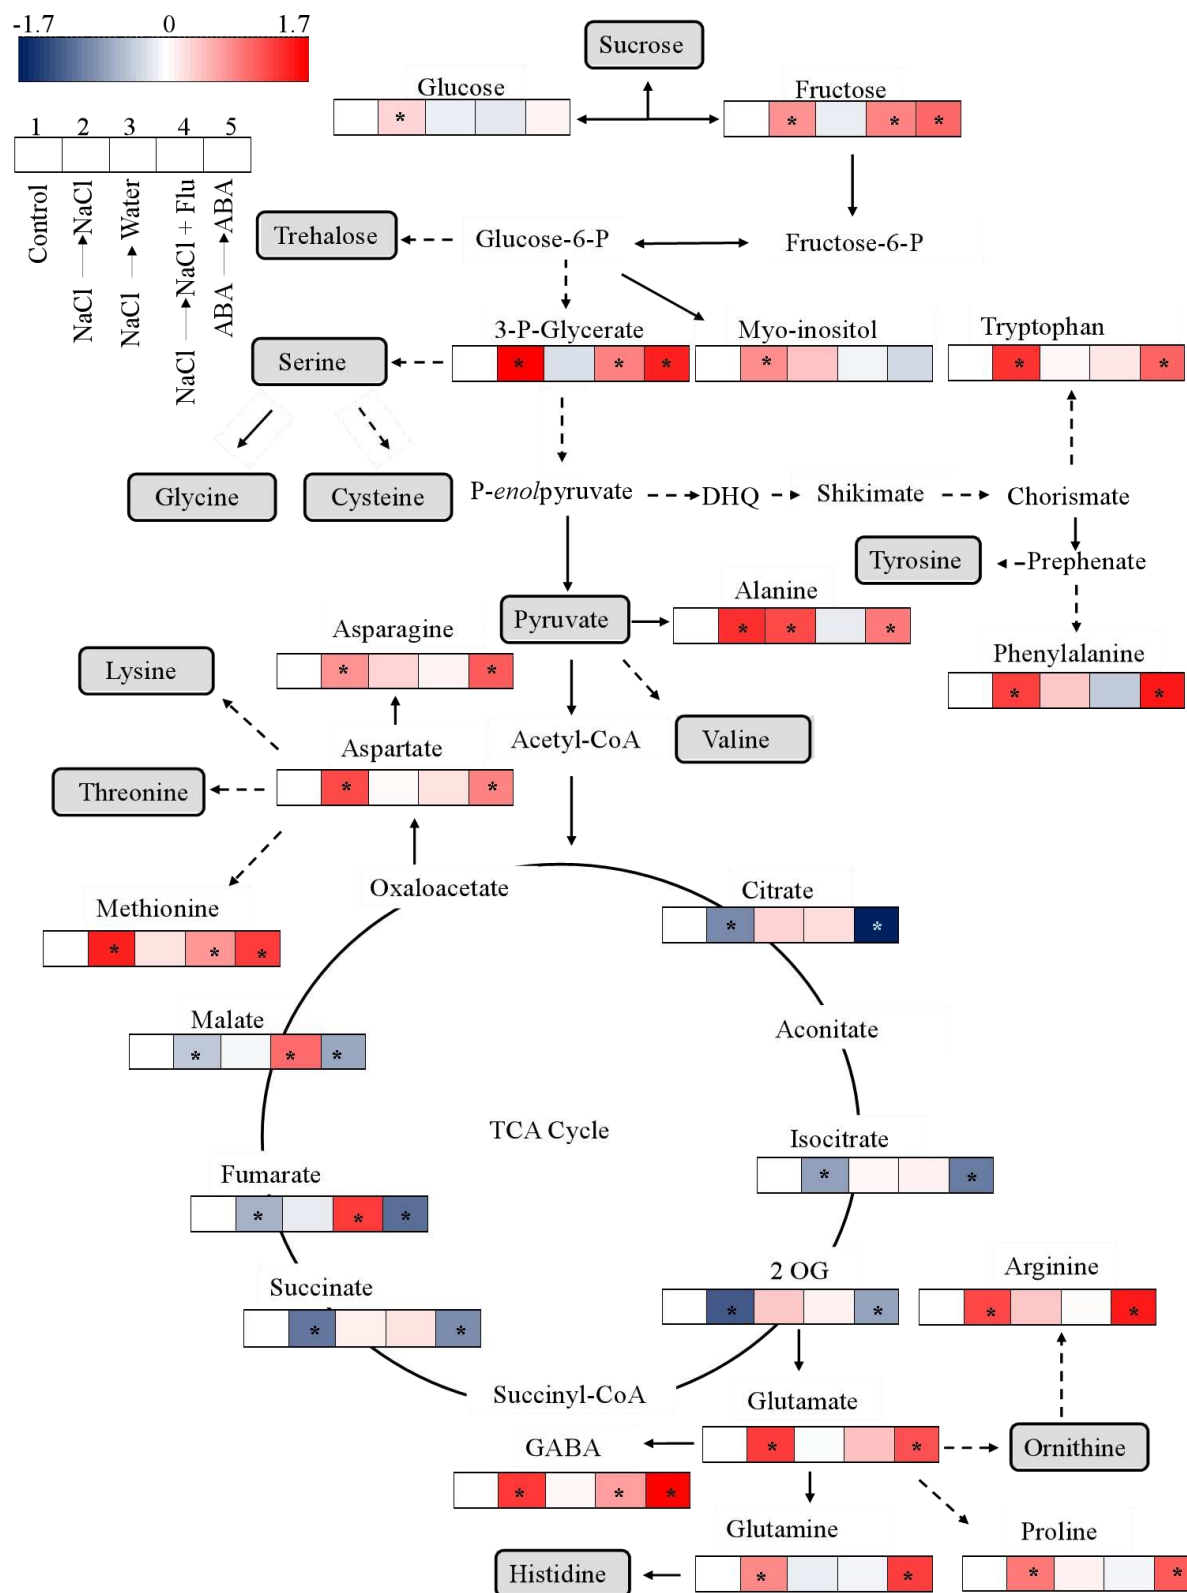 -1.7 0 1.7
Sucrose
Glucose
*
Fructose
* * *
1 2 3 4 5
Control
NaCl → NaCl
NaCl → Water
NaCl → NaCl + Flu
ABA → ABA
Trehalose
Glucose-6-P
Fructose-6-P
3-P-Glycerate
* * *
Myo-inositol
*
Tryptophan
* *
Serine
Glycine
Cysteine
P-enolpyruvate
DHQ
Shikimate
Chorismate
Tyrosine
Prephenate
Pyruvate
Alanine
* * *
Phenylalanine
* *
Asparagine
* *
Lysine
Aspartate
* *
Acetyl-CoA
Valine
Threonine
Methionine
* * *
Oxaloacetate
Citrate
* *
Malate
* * *
Aconitate
TCA Cycle
Isocitrate
* *
Fumarate
* * *
Succinate
* *
2 OG
* *
Arginine
* *
Succinyl-CoA
Glutamate
* *
GABA
* * *
Ornithine
Glutamine
* *
Proline
* *
Histidine